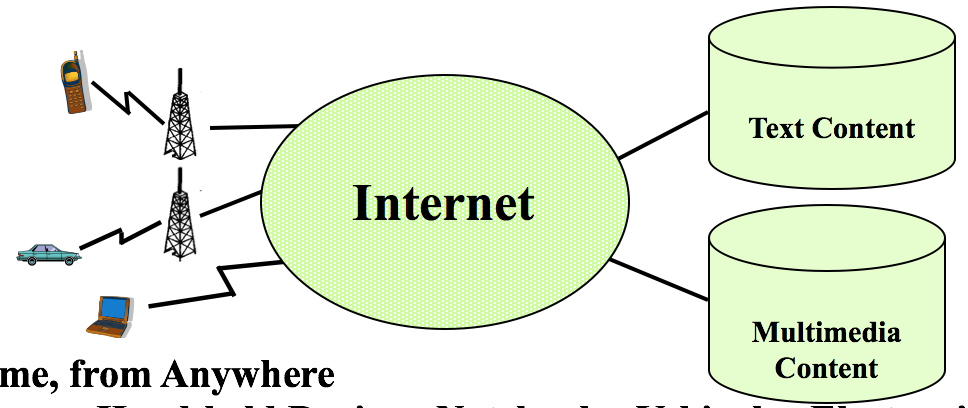 Text Content
Internet
Multimedia
Content
me, from Anywhere